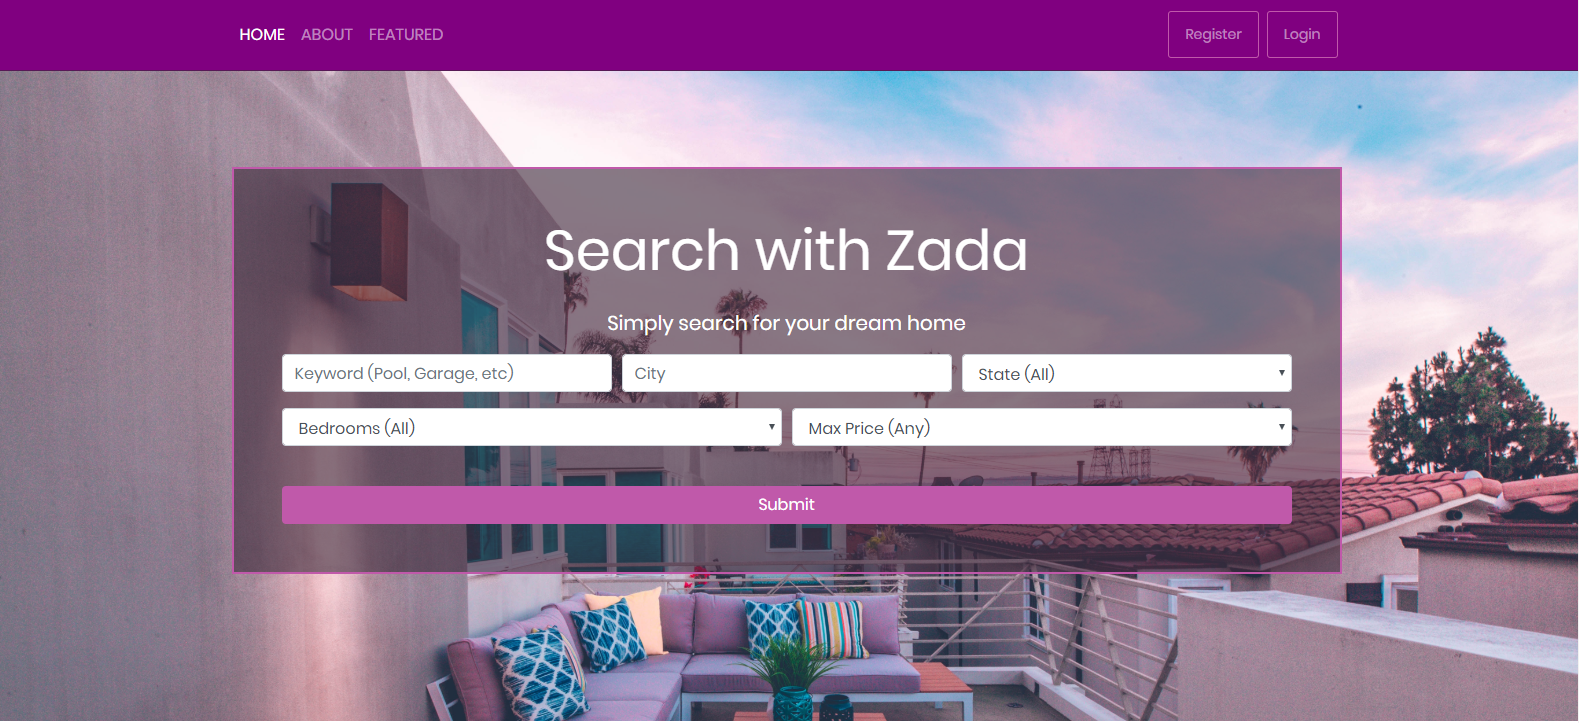 HOME ABOUT FEATURED Register Login
Search with Zada
Simply search for your dream home
Keyword (Pool, Garage, etc) City State (All)
Bedrooms (All) Max Price (Any)
Submit